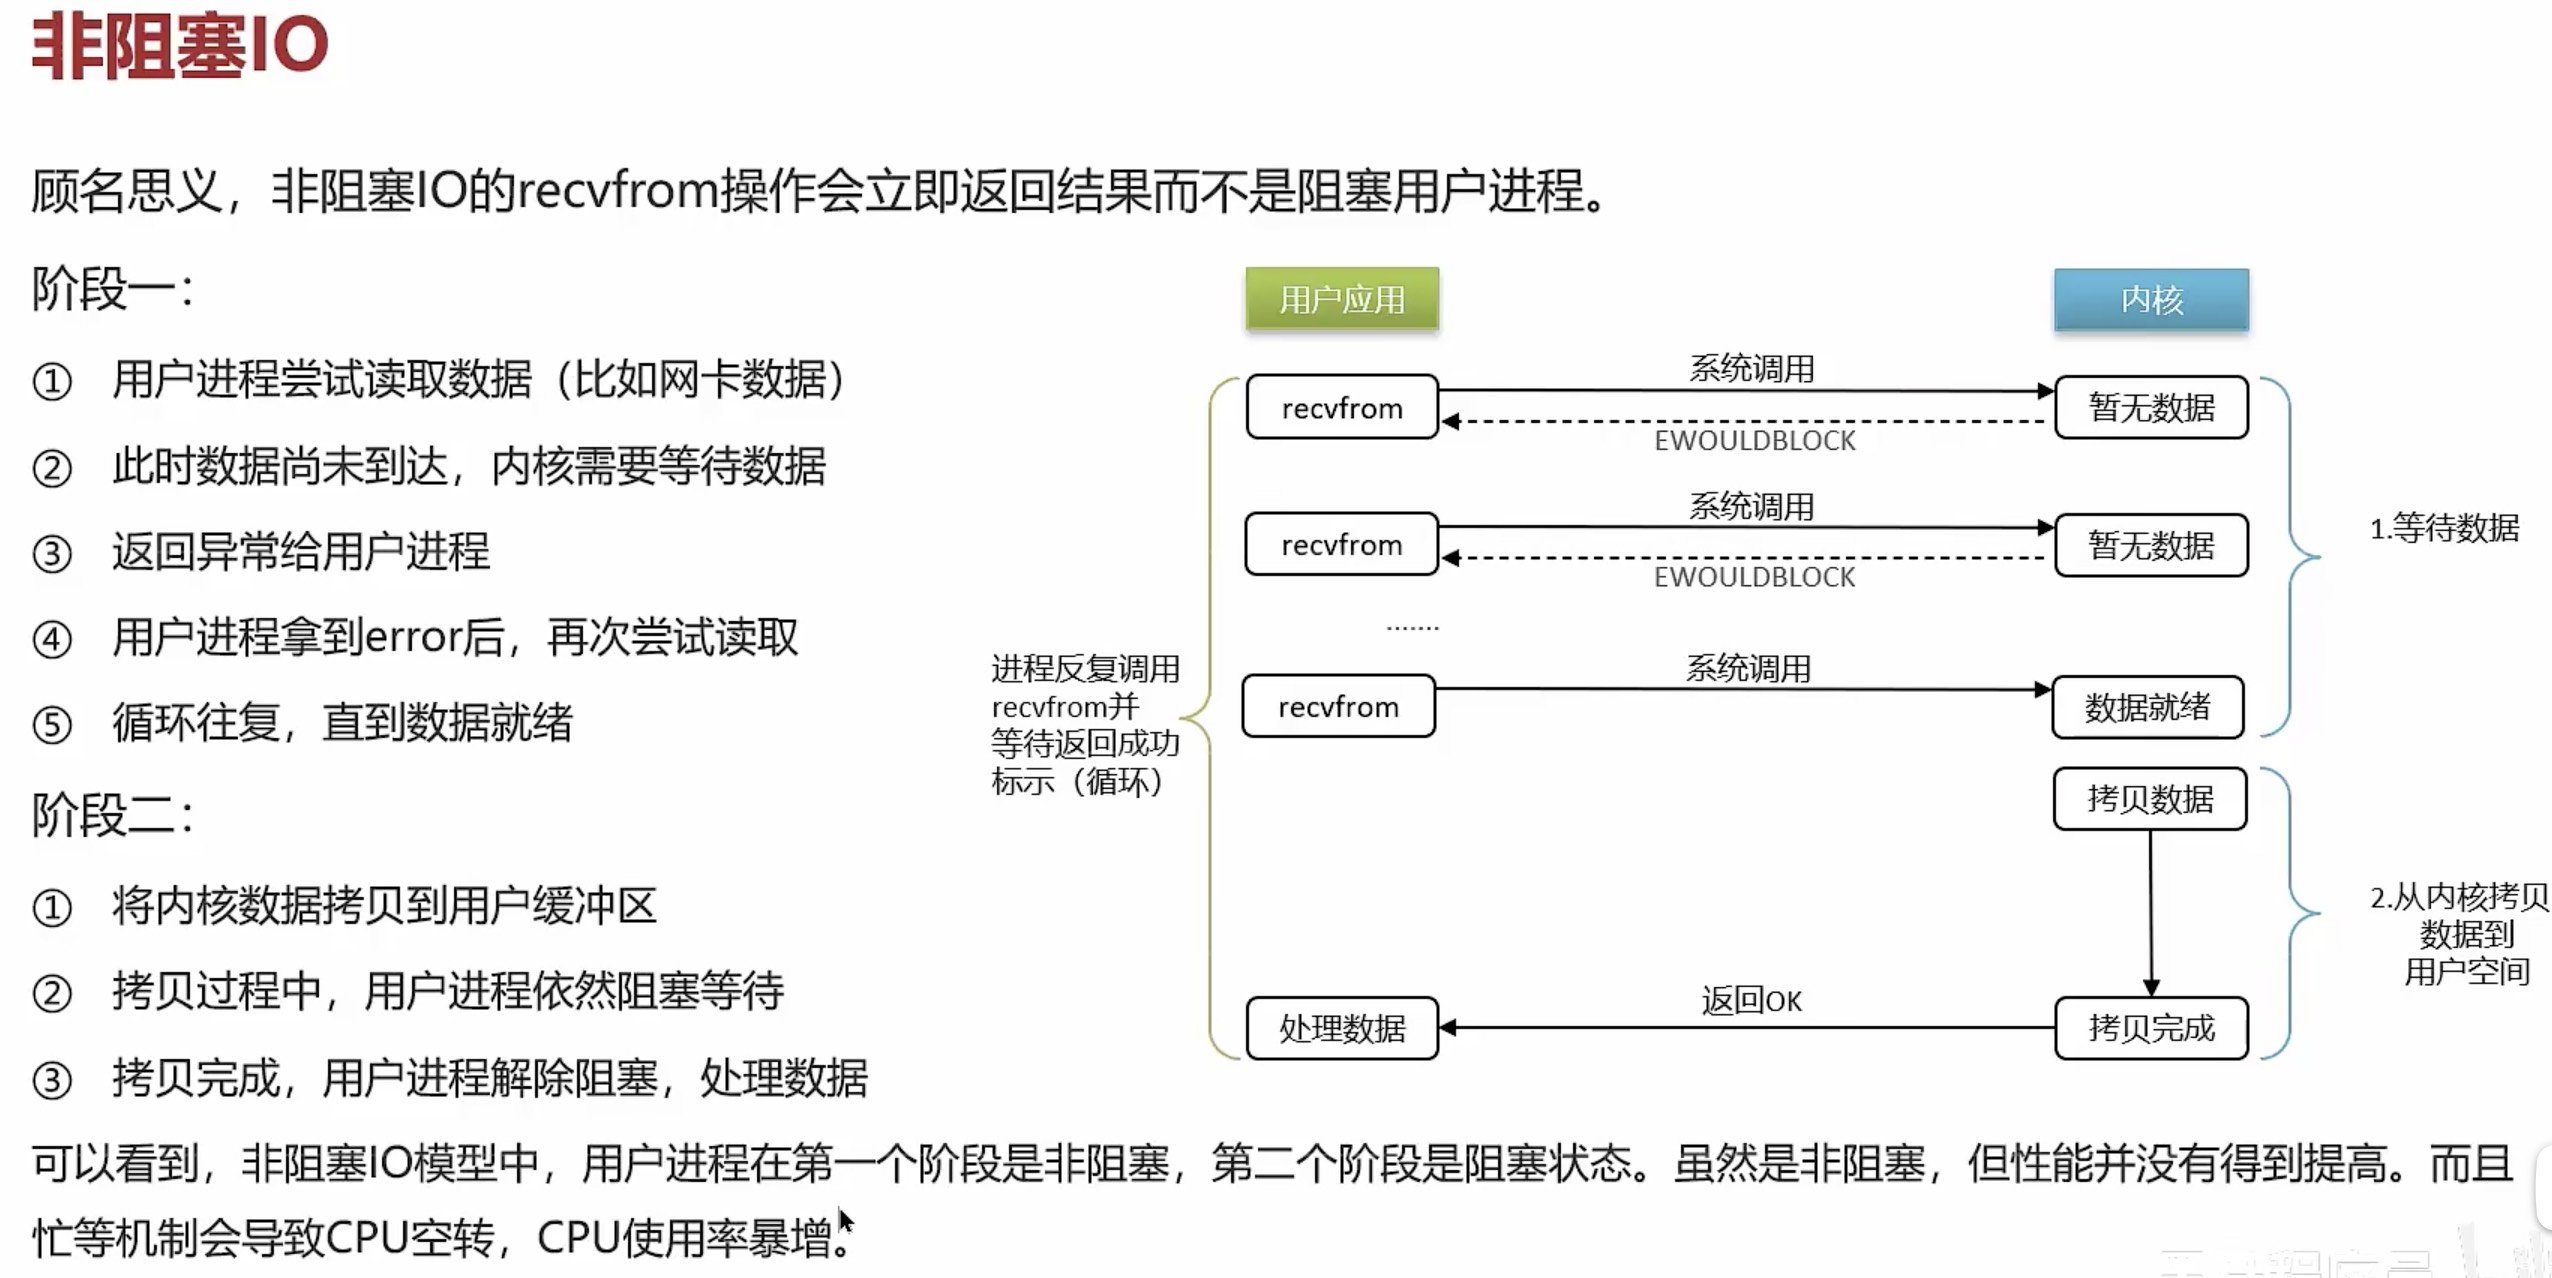 非阻塞IO
顾名思义，非阻塞IO的recvfrom操作会立即返回结果而不是阻塞用户进程。
阶段一：
① 用户进程尝试读取数据（比如网卡数据）
② 此时数据尚未到达，内核需要等待数据
③ 返回异常给用户进程
④ 用户进程拿到error后，再次尝试读取
⑤ 循环往复，直到数据就绪
阶段二：
① 将内核数据拷贝到用户缓冲区
② 拷贝过程中，用户进程依然阻塞等待
③ 拷贝完成，用户进程解除阻塞，处理数据
用户应用
内核
系统调用
recvfrom
暂无数据
EWOULDBLOCK
系统调用
recvfrom
暂无数据
EWOULDBLOCK
1.等待数据
.......
进程反复调用
recvfrom并
等待返回成功
标示（循环）
系统调用
recvfrom
数据就绪
拷贝数据
2.从内核拷贝
数据到
用户空间
返回OK
处理数据
拷贝完成
可以看到，非阻塞IO模型中，用户进程在第一个阶段是非阻塞，第二个阶段是阻塞状态。虽然是非阻塞，但性能并没有得到提高。而且
忙等机制会导致CPU空转，CPU使用率暴增。